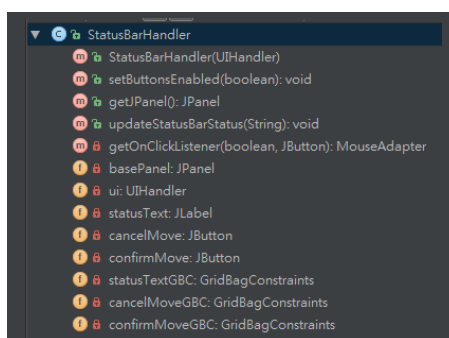 StatusBarHandler
StatusBarHandler(UIHandler)
setButtonsEnabled(boolean): void
getJPanel(): JPanel
updateStatusBarStatus(String): void
getOnClickListener(boolean, JButton): MouseAdapter
basePanel: JPanel
ui: UIHandler
statusText: JLabel
cancelMove: JButton
confirmMove: JButton
statusTextGBC: GridBagConstraints
cancelMoveGBC: GridBagConstraints
confirmMoveGBC: GridBagConstraints